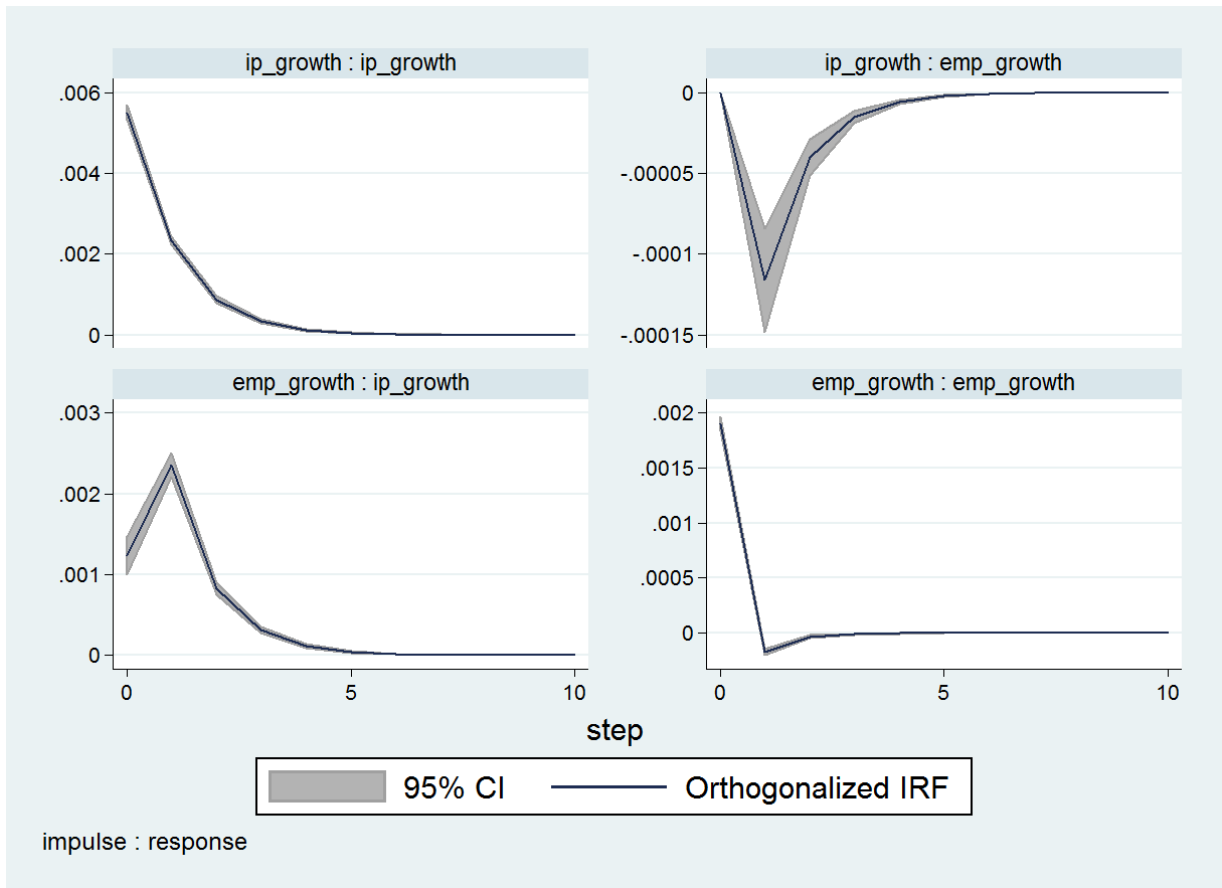 ip_growth : ip_growth
.006
.004
.002
0
ip_growth : emp_growth
0
-.00005
-.0001
-.00015
emp_growth : ip_growth
.003
.002
.001
0
0 5 10
emp_growth : emp_growth
.002
.0015
.001
.0005
0
0 5 10
step
95% CI Orthogonalized IRF
impulse : response